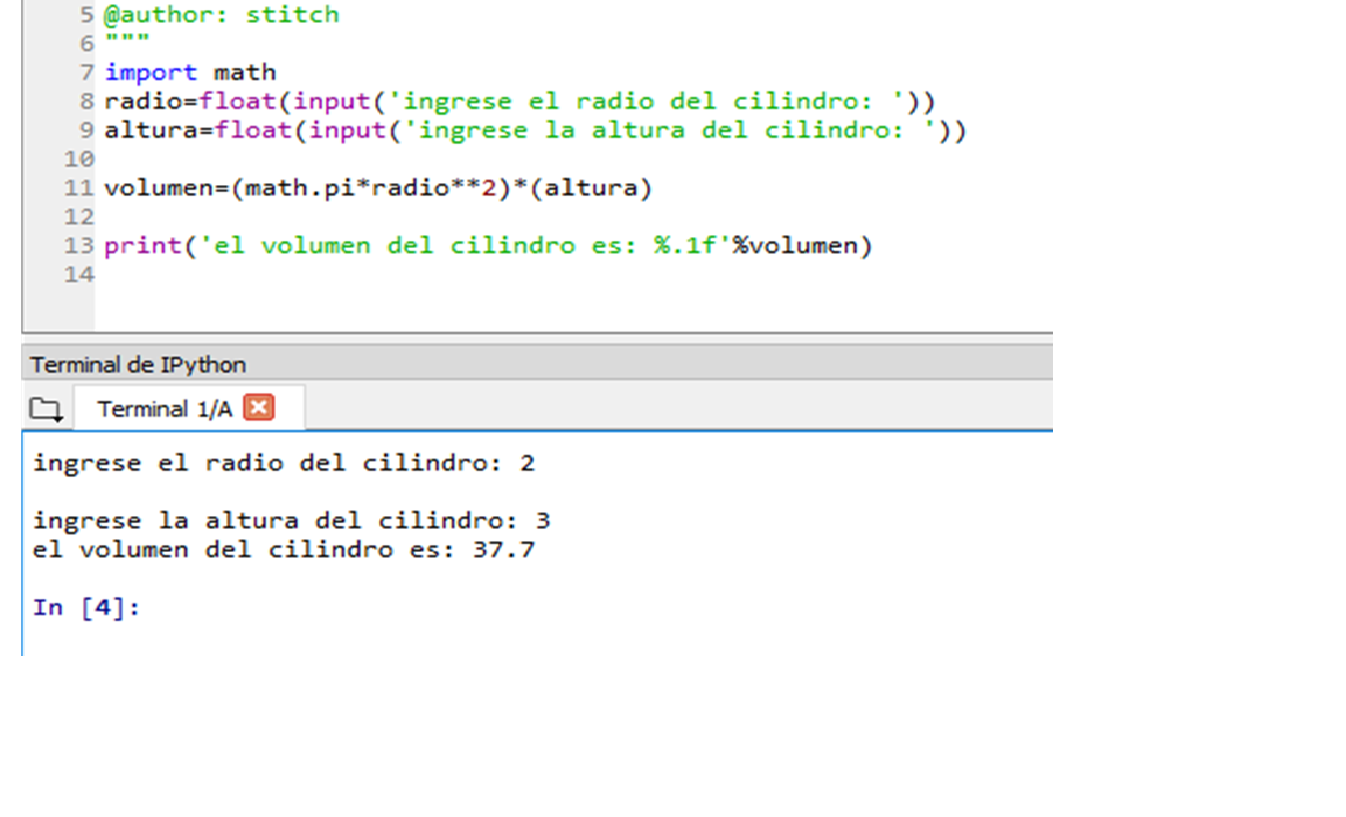 5 @author: stitch
6 """
7 import math
8 radio=float(input('ingrese el radio del cilindro: '))
9 altura=float(input('ingrese la altura del cilindro: '))
10
11 volumen=(math.pi*radio**2)*(altura)
12
13 print('el volumen del cilindro es: %.1f'%volumen)
14
Terminal de IPython
Terminal 1/A
ingrese el radio del cilindro: 2
ingrese la altura del cilindro: 3
el volumen del cilindro es: 37.7
In [4]: